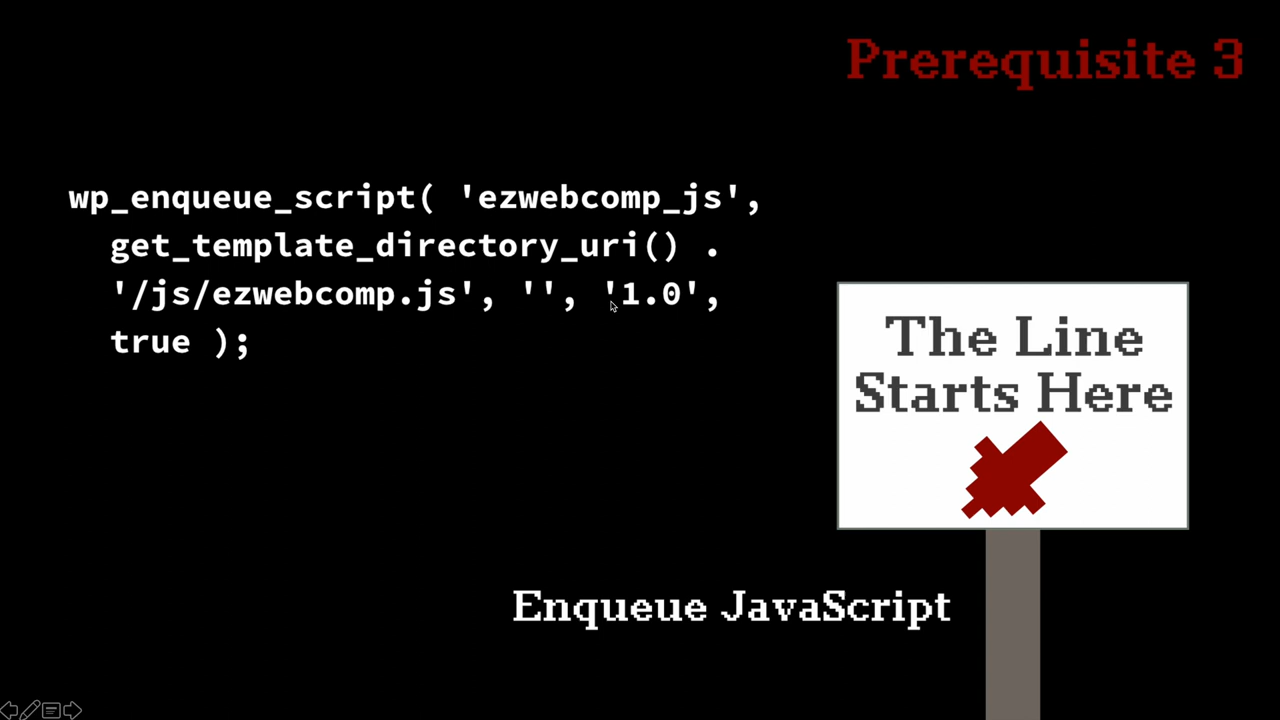 Prerequisite 3
wp_enqueue_script( 'ezwebcomp_js',
get_template_directory_uri() .
'/js/ezwebcomp.js', '', '1.0',
true );
The Line
Starts Here
Enqueue JavaScript